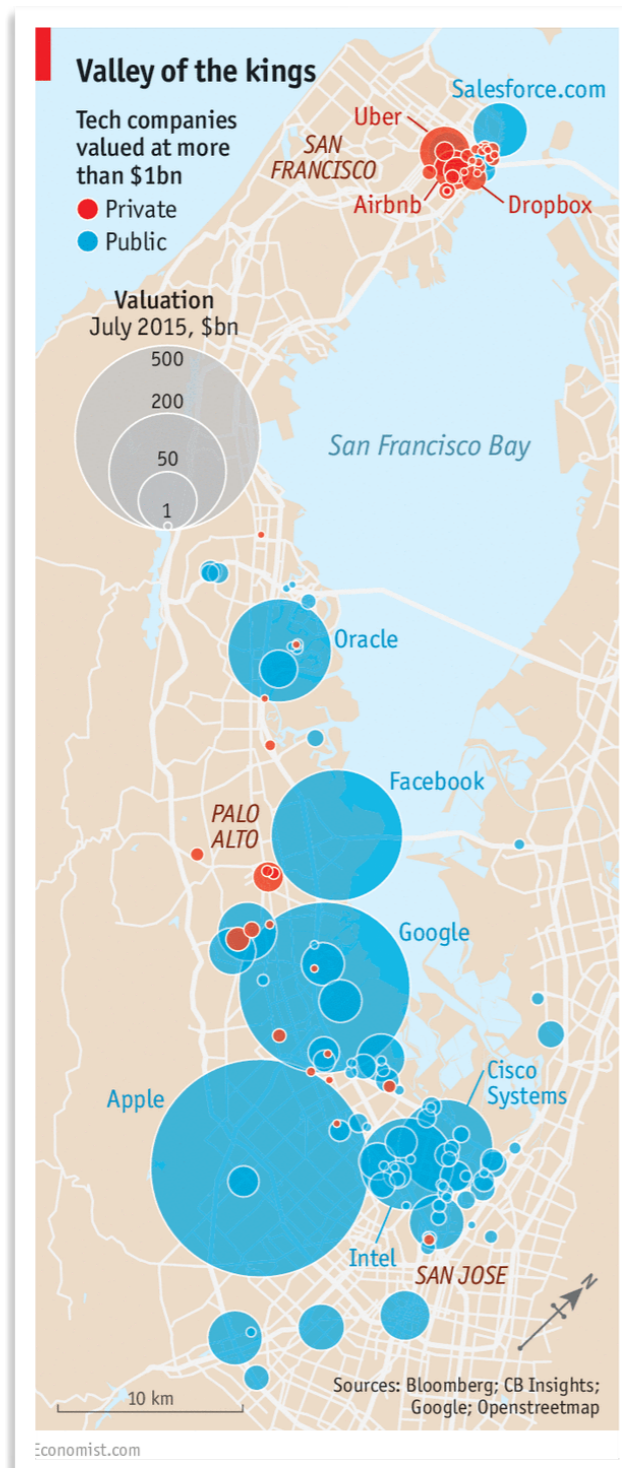 Valley of the kings
Tech companies
valued at more
than $1bn
Private
Public
Valuation
July 2015, $bn
500
200
50
1
Salesforce.com
Uber
SAN
FRANCISCO
Airbnb
Dropbox
San Francisco Bay
Oracle
Facebook
PALO
ALTO
Google
Apple
Cisco
Systems
Intel
SAN JOSE
N
10 km
Sources: Bloomberg; CB Insights;
Google; Openstreetmap
Economist.com